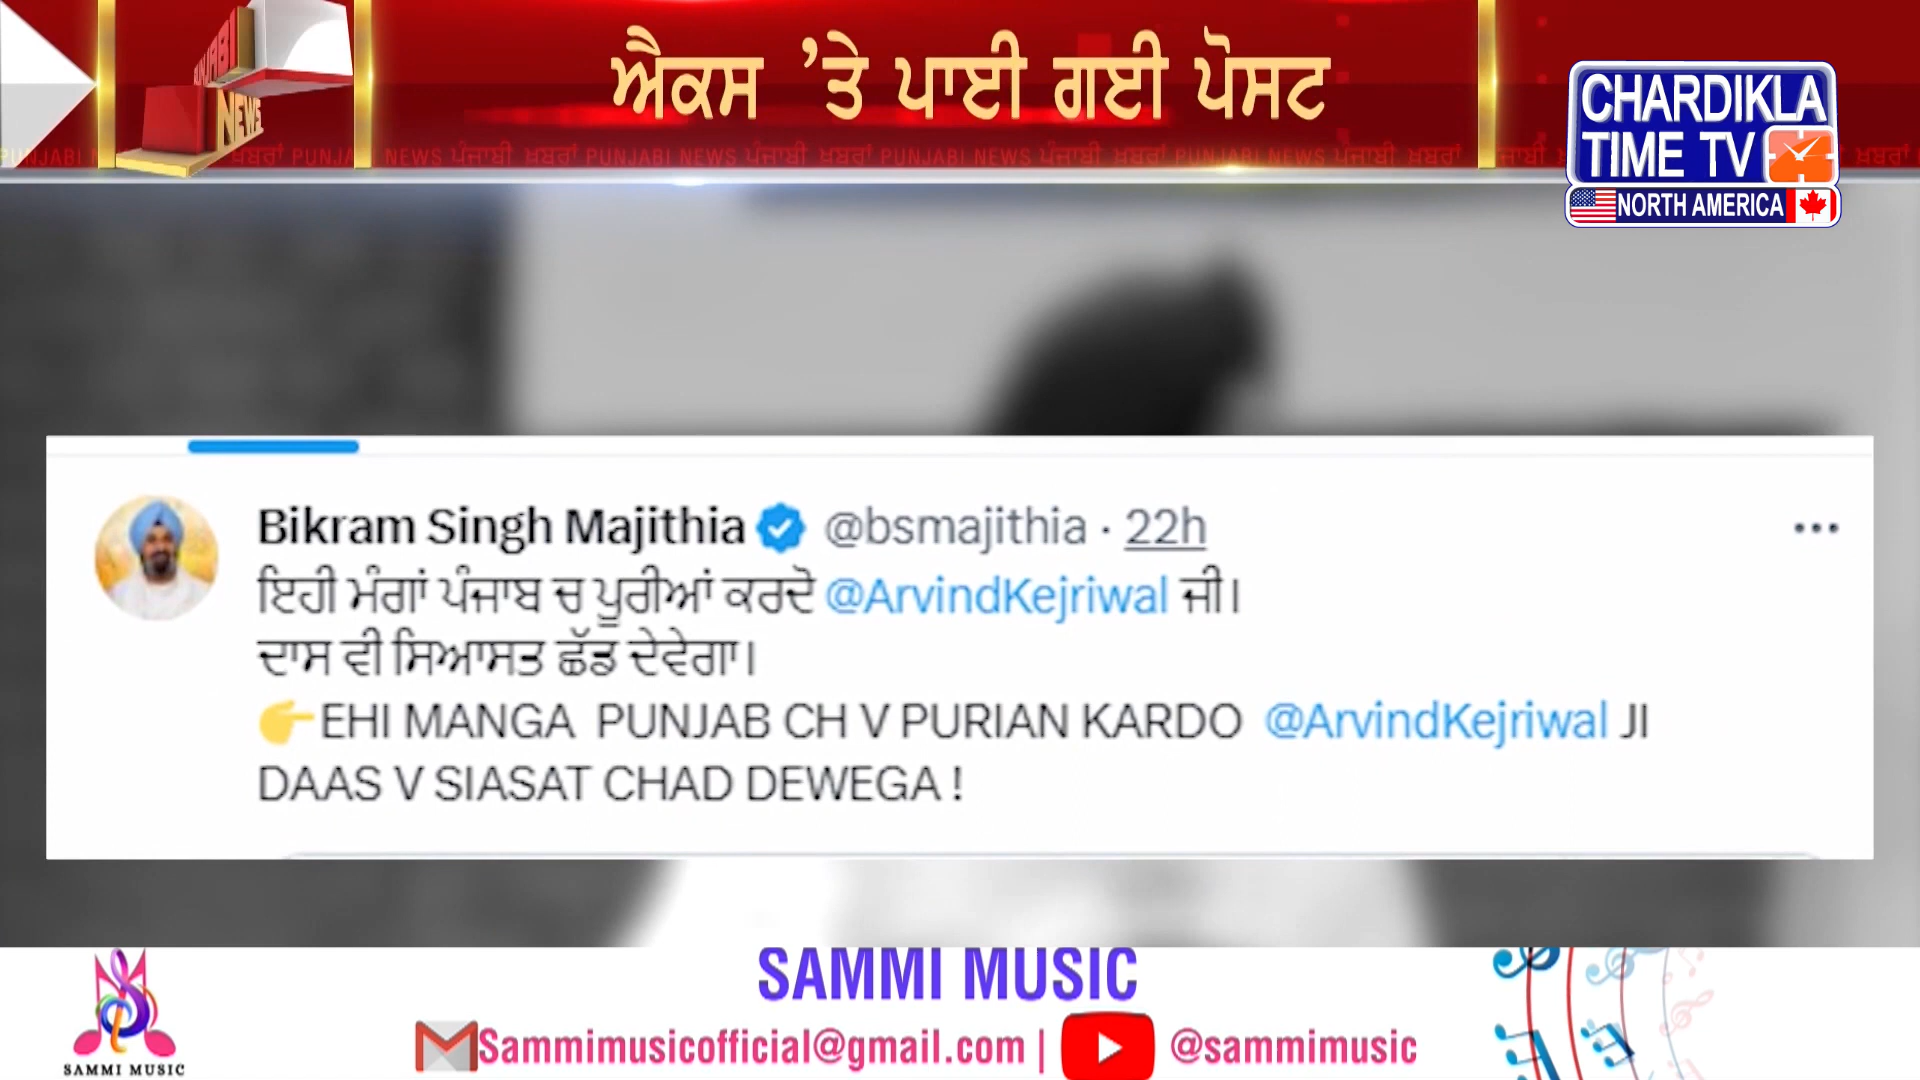 ਐਕਸ ’ਤੇ ਪਾਈ ਗਈ ਪੋਸਟ
PUNJABI NEWS
PUNJABI NEWS ਪੰਜਾਬੀ ਖ਼ਬਰਾਂ PUNJABI NEWS ਪੰਜਾਬੀ ਖ਼ਬਰਾਂ PUNJABI NEWS ਪੰਜਾਬੀ ਖ਼ਬਰਾਂ PUNJABI NEWS ਪੰਜਾਬੀ ਖ਼ਬਰਾਂ
CHARDIKLA
TIME TV
NORTH AMERICA
Bikram Singh Majithia @bsmajithia · 22h
ਇਹੀ ਮੰਗਾਂ ਪੰਜਾਬ ਚ ਪੂਰੀਆਂ ਕਰਦੋ @ArvindKejriwal ਜੀ।
ਦਾਸ ਵੀ ਸਿਆਸਤ ਛੱਡ ਦੇਵੇਗਾ।
👉EHI MANGA PUNJAB CH V PURIAN KARDO @ArvindKejriwal JI
DAAS V SIASAT CHAD DEWEGA !
SAMMI MUSIC
SAMMI MUSIC
Sammimusicofficial@gmail.com | @sammimusic